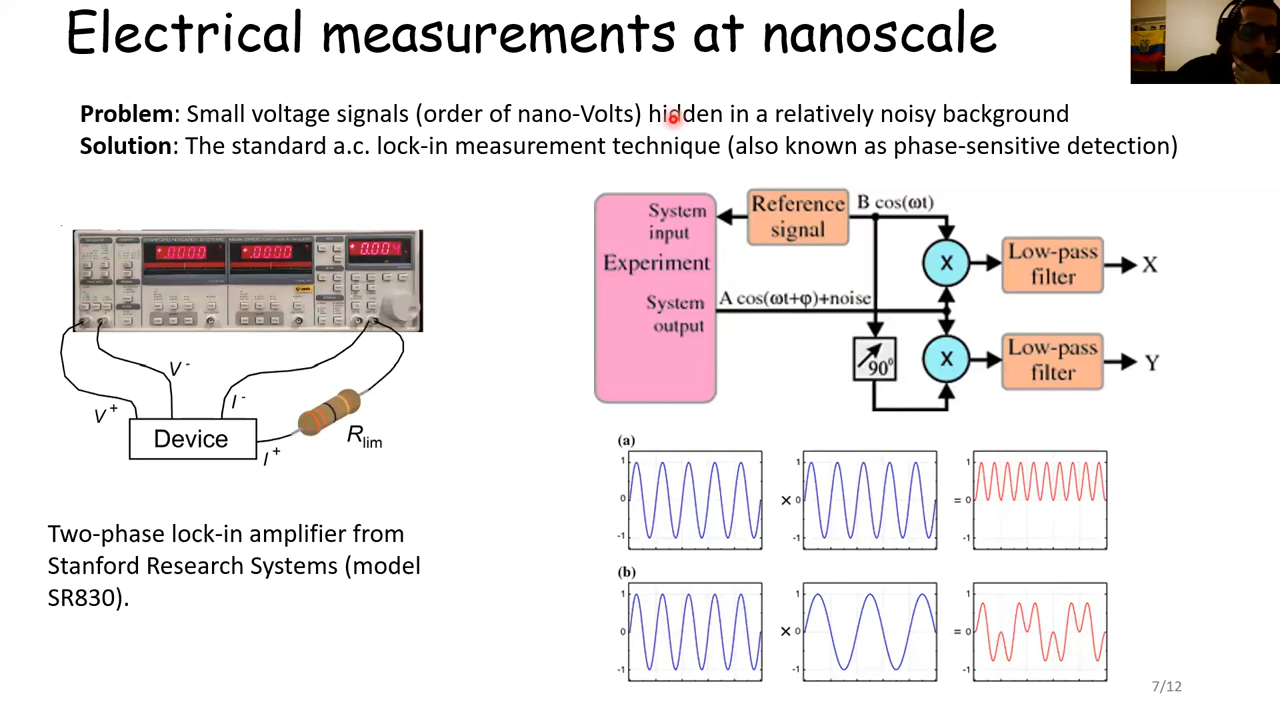 Electrical measurements at nanoscale
Problem: Small voltage signals (order of nano-Volts) hidden in a relatively noisy background
Solution: The standard a.c. lock-in measurement technique (also known as phase-sensitive detection)
System
input
Experiment
System
output
Reference
signal
B cos(ωt)
A cos(ωt+φ)+noise
90°
X
X
Low-pass
filter
Low-pass
filter
X
Y
V⁺
V⁻
I⁻
I⁺
Device
Rlim
Two-phase lock-in amplifier from
Stanford Research Systems (model
SR830).
(a)
1
0
-1
×
1
0
-1
=
1
0
-1
(b)
1
0
-1
×
1
0
-1
=
1
0
-1
7/12